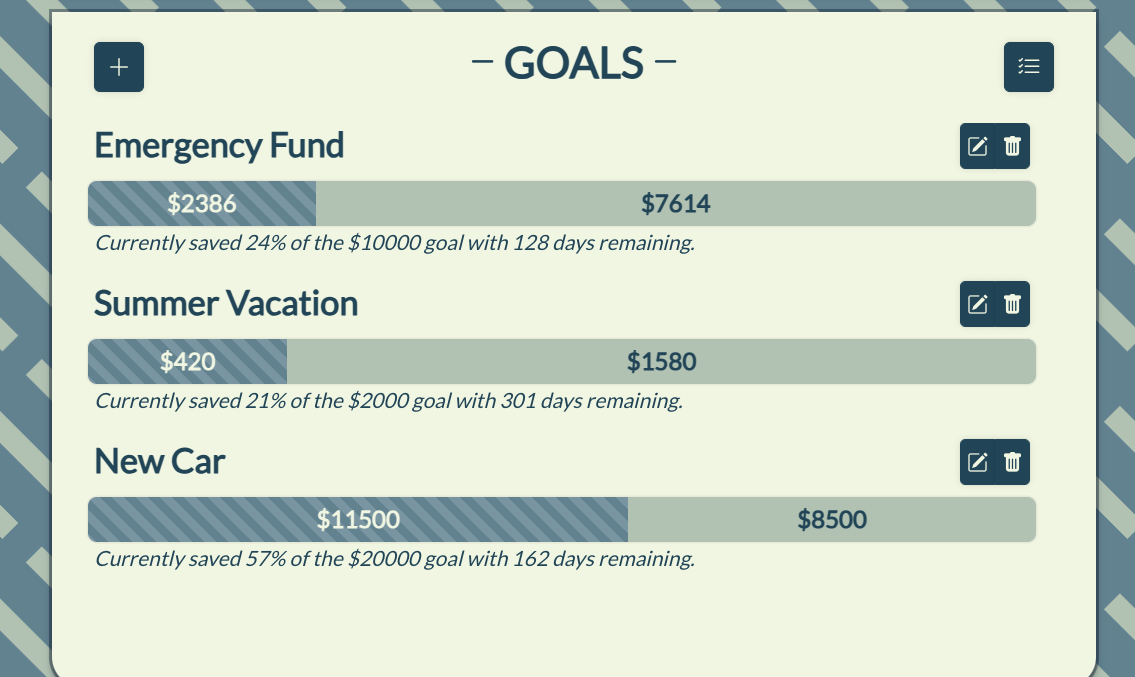 – GOALS –
Emergency Fund
$2386 $7614
Currently saved 24% of the $10000 goal with 128 days remaining.
Summer Vacation
$420 $1580
Currently saved 21% of the $2000 goal with 301 days remaining.
New Car
$11500 $8500
Currently saved 57% of the $20000 goal with 162 days remaining.